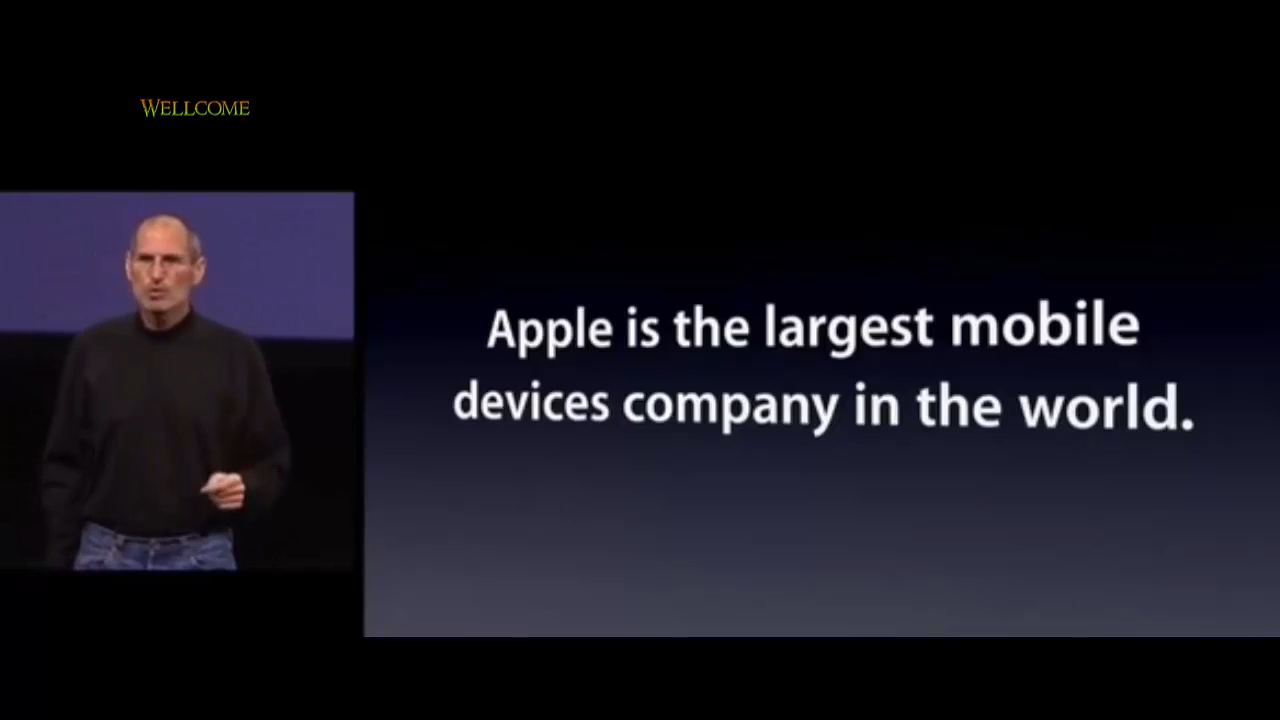 WELLCOME
Apple is the largest mobile
devices company in the world.